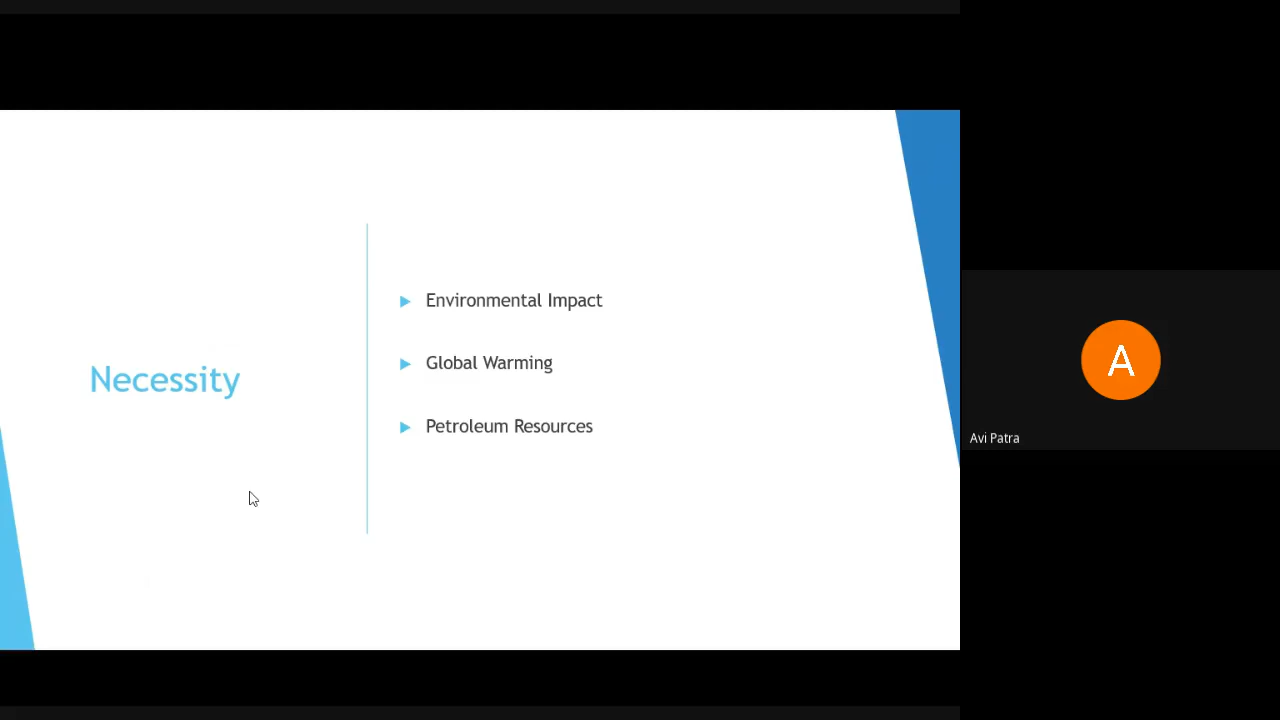 Necessity
Environmental Impact
Global Warming
Petroleum Resources
A
Avi Patra